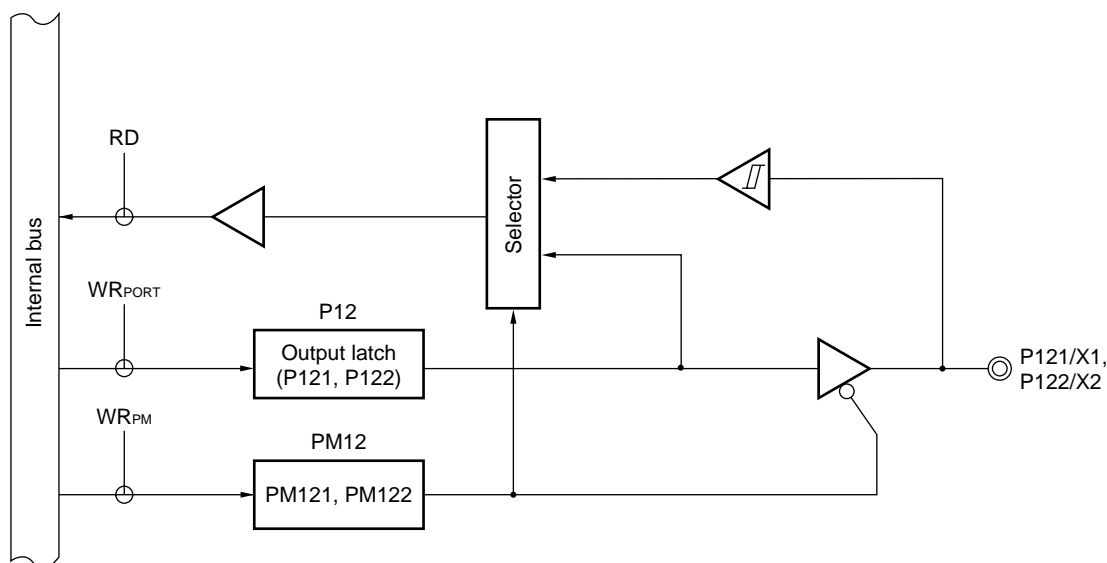 Internal bus
RD
Selector
WRPORT
P12
Output latch
(P121, P122)
P121/X1,
P122/X2
WRPM
PM12
PM121, PM122